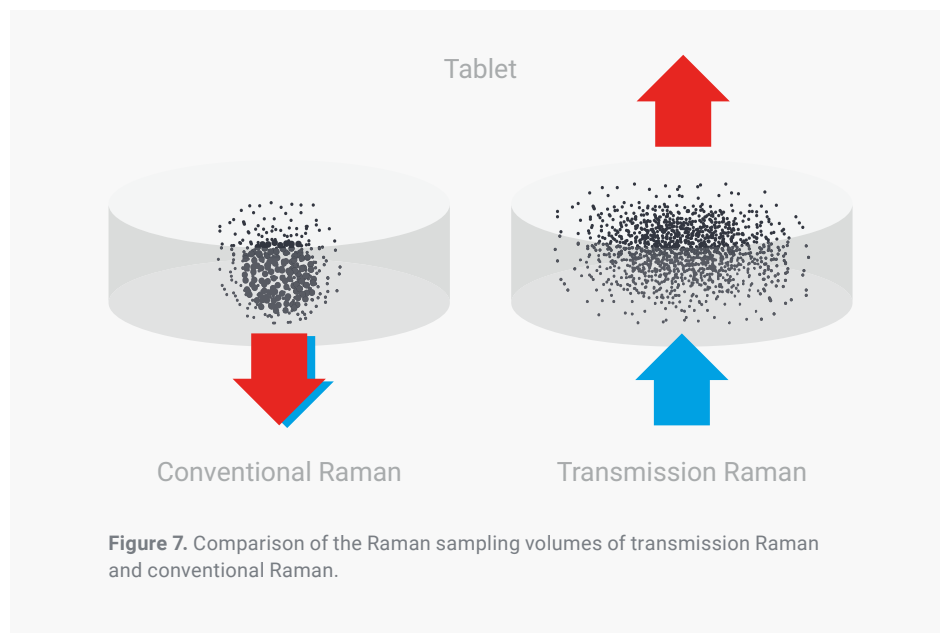 Tablet
Conventional Raman
Transmission Raman
Figure 7. Comparison of the Raman sampling volumes of transmission Raman
and conventional Raman.